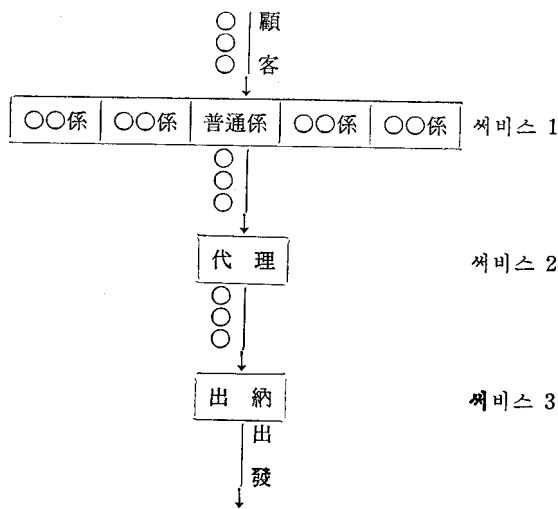 顧
客
○○係 ○○係 普通係 ○○係 ○○係 써비스 1
代理 써비스 2
出納 써비스 3
出
發